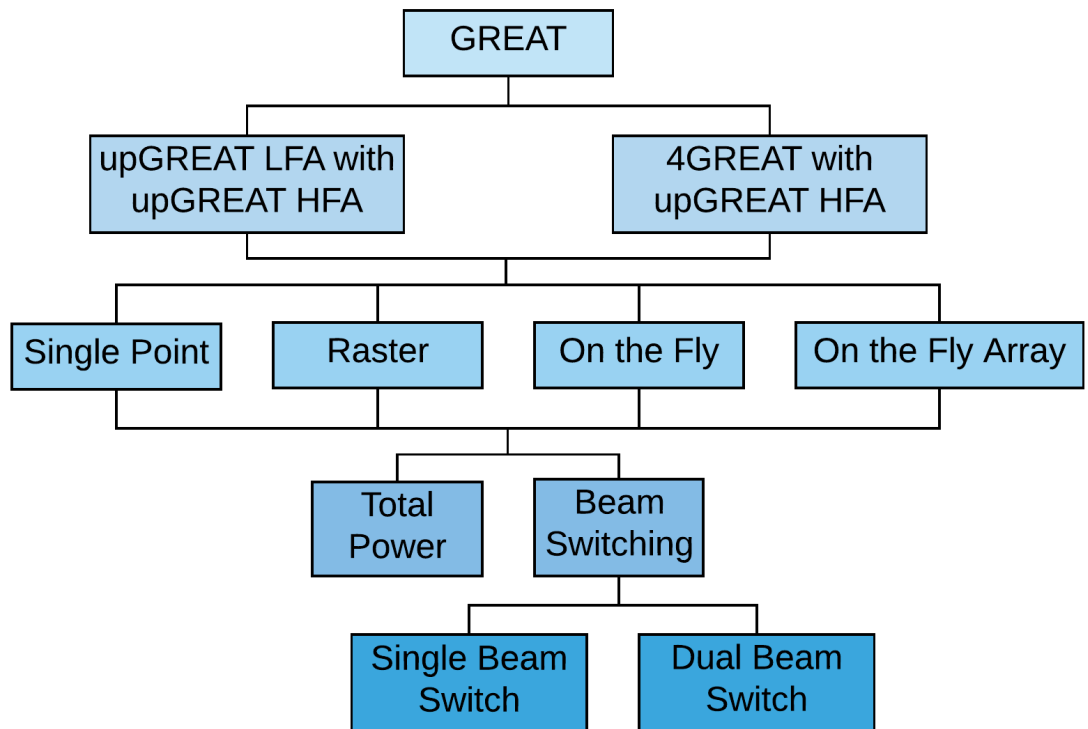 GREAT
upGREAT LFA with
upGREAT HFA
4GREAT with
upGREAT HFA
Single Point
Raster
On the Fly
On the Fly Array
Total
Power
Beam
Switching
Single Beam
Switch
Dual Beam
Switch